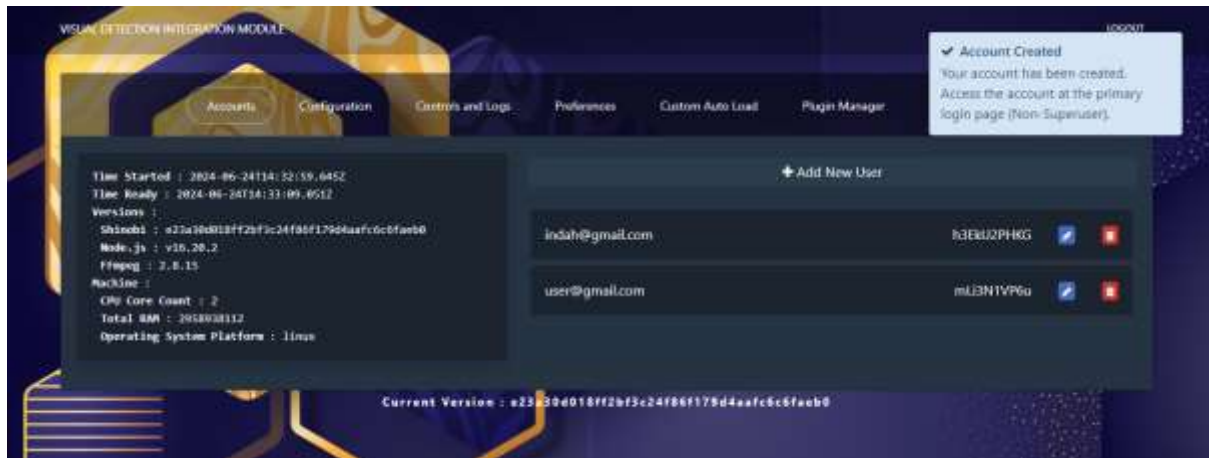 VISUAL DETECTION INTEGRATION MODULE
LOGOUT
✔ Account Created
Your account has been created.
Access the account at the primary
login page (Non-Superuser).
Accounts Configuration Controls and Logs Preferences Custom Auto Load Plugin Manager
Time Started : 2024-06-24T14:32:59.645Z
Time Ready : 2024-06-24T14:33:09.051Z
Versions :
Shinobi : e23a30d018ff2bf3c24f86f179d4aafc6c6faeb0
Node.js : v16.20.2
FFmpeg : 2.8.15
Machine :
CPU Core Count : 2
Total RAM : 2958938112
Operating System Platform : linux
+ Add New User
indah@gmail.com
user@gmail.com mLi3N1VP6u
Current Version : e23a30d018ff2bf3c24f86f179d4aafc6c6faeb0